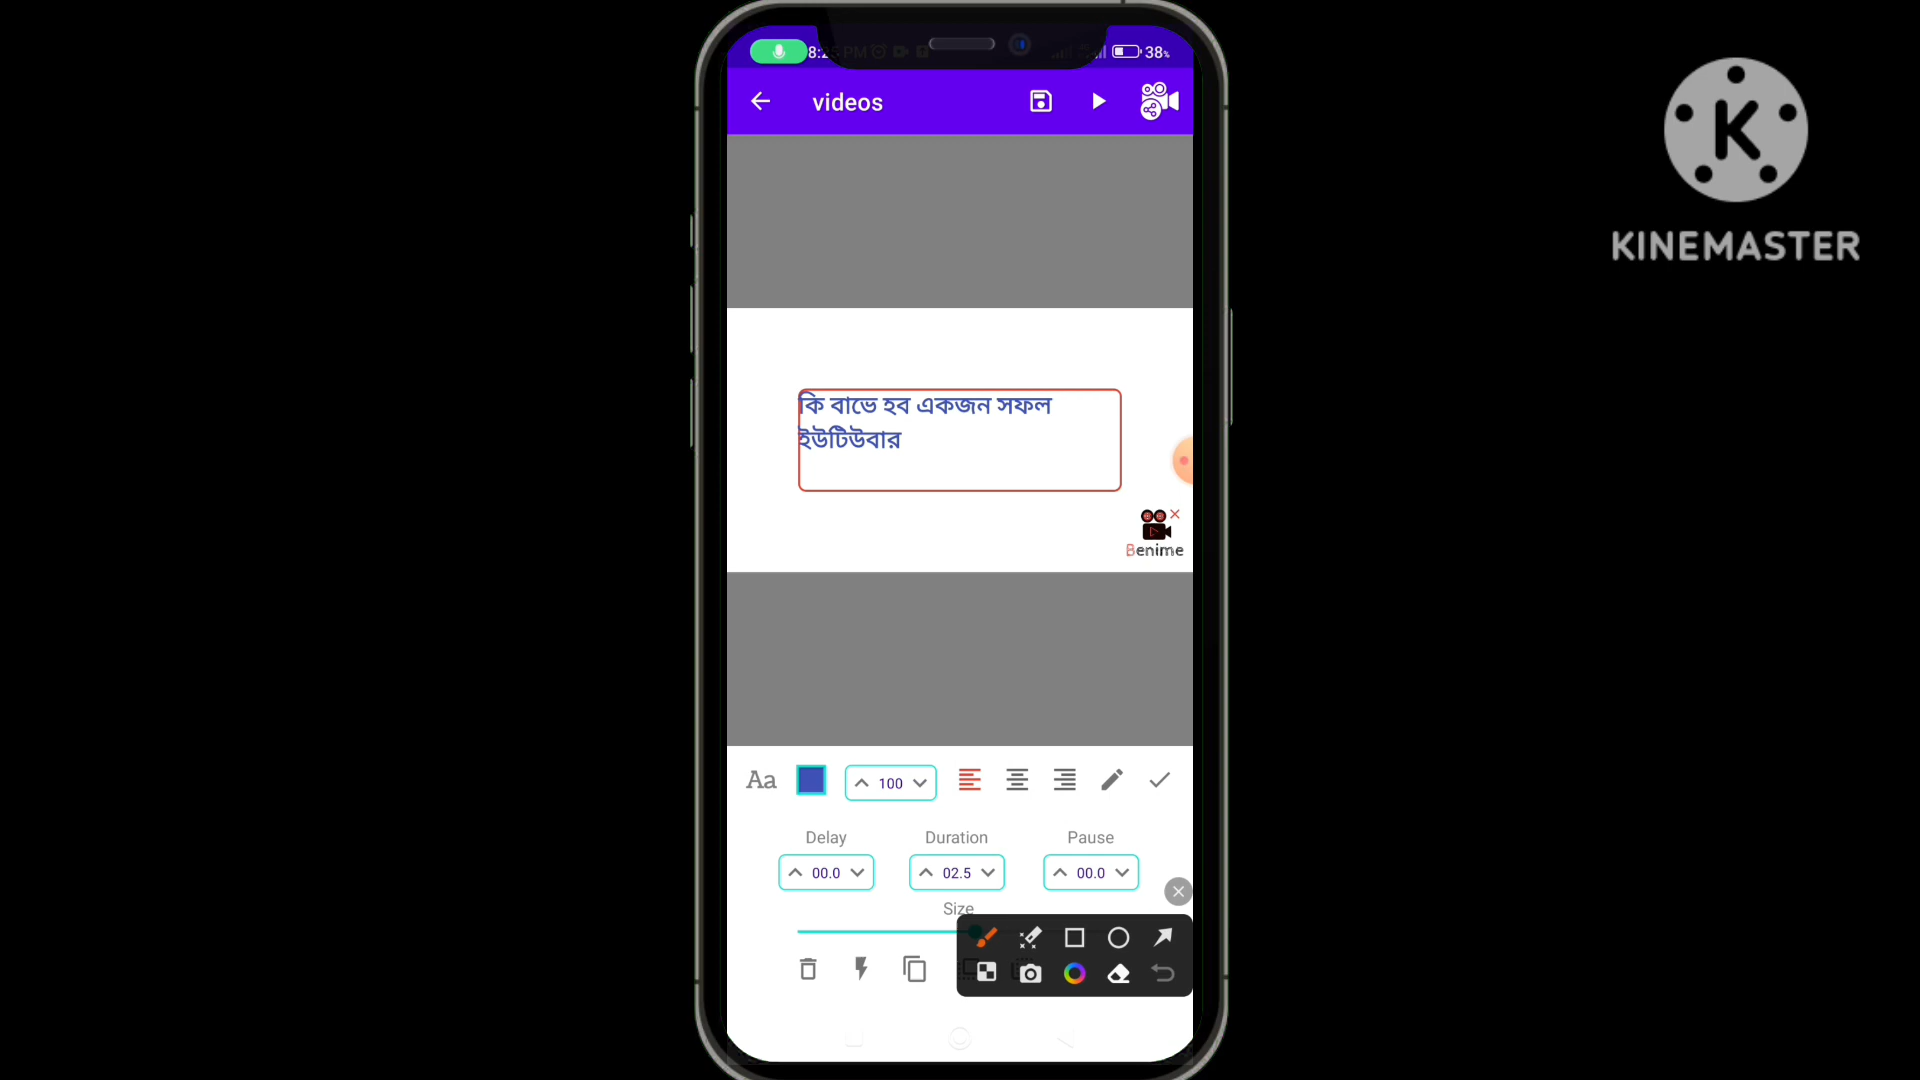 38%
videos
KINEMASTER
কি বাভে হব একজন সফল
ইউটিউবার
Benime
Aa
100
Delay
Duration
Pause
00.0
02.5
00.0
Size